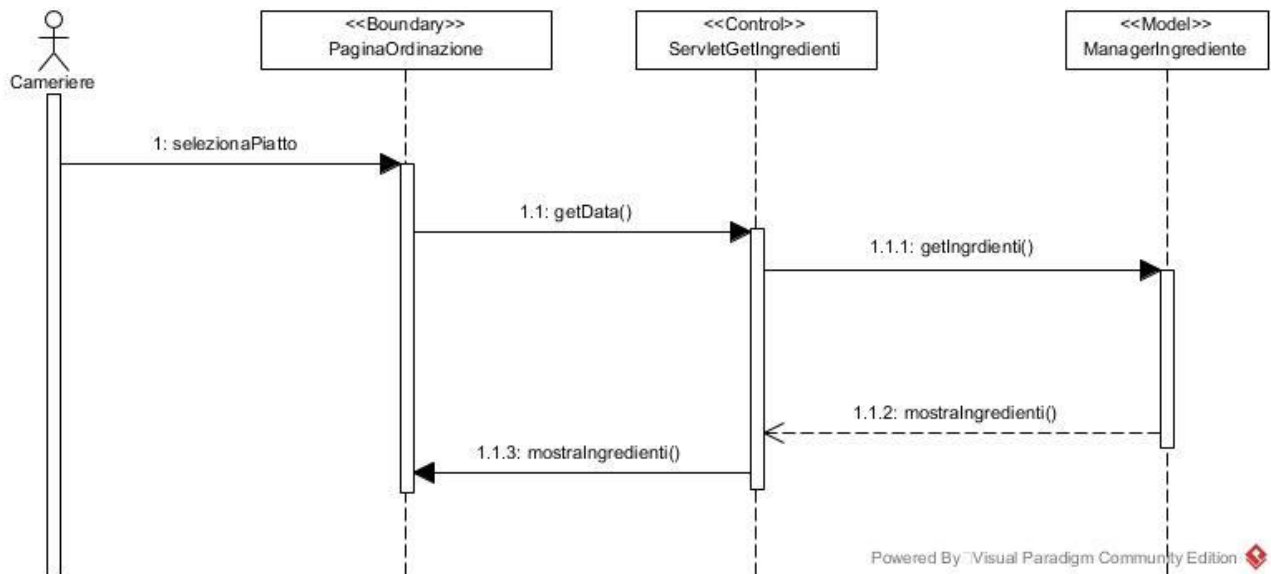 <<Boundary>>
PaginaOrdinazione
<<Control>>
ServletGetIngredienti
<<Model>>
ManagerIngrediente
Cameriere
1: selezionaPiatto
1.1: getData()
1.1.1: getIngrdienti()
1.1.2: mostraIngredienti()
1.1.3: mostraIngredienti()
Powered By Visual Paradigm Community Edition